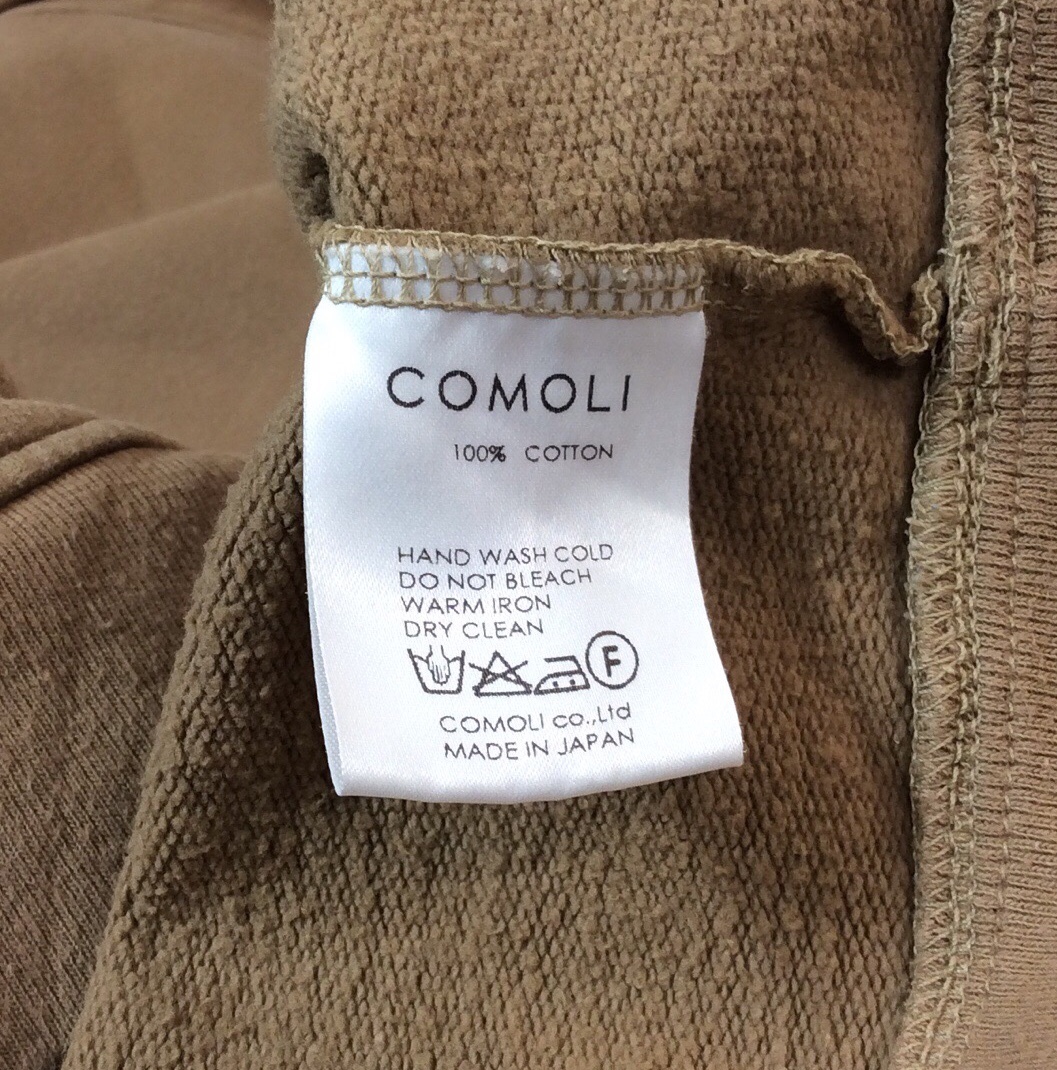 COMOLI
100% COTTON
HAND WASH COLD
DO NOT BLEACH
WARM IRON
DRY CLEAN
F
COMOLI co.,Ltd
MADE IN JAPAN